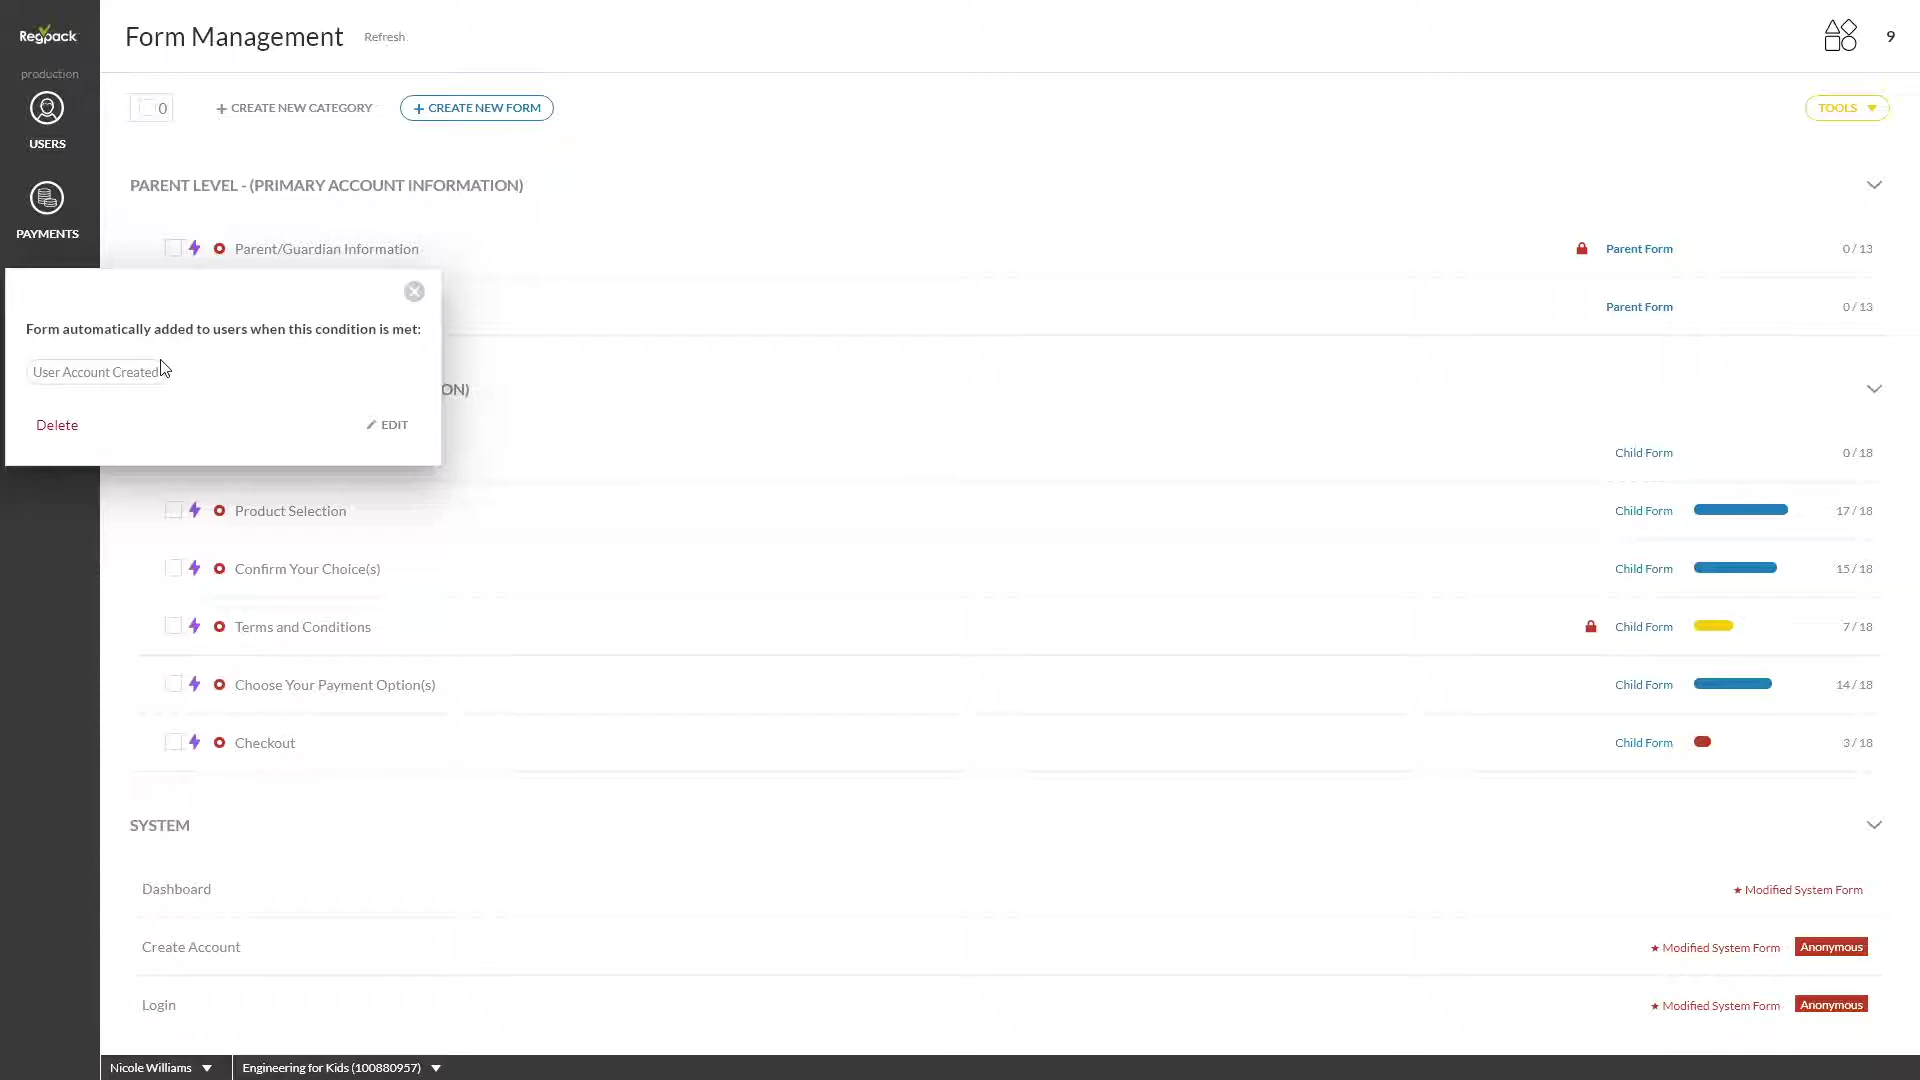 Regpack
Form Management
Refresh
9
production
0
+ CREATE NEW CATEGORY
+ CREATE NEW FORM
TOOLS
USERS
PAYMENTS
PARENT LEVEL - (PRIMARY ACCOUNT INFORMATION)
Parent/Guardian Information
Parent Form
0 / 13
Parent Form
0 / 13
Form automatically added to users when this condition is met:
User Account Created
Delete
EDIT
ON)
Child Form
0 / 18
Product Selection
Child Form
17 / 18
Confirm Your Choice(s)
Child Form
15 / 18
Terms and Conditions
Child Form
7 / 18
Choose Your Payment Option(s)
Child Form
14 / 18
Checkout
Child Form
3 / 18
SYSTEM
Dashboard
★ Modified System Form
Create Account
★ Modified System Form
Anonymous
Login
★ Modified System Form
Anonymous
Nicole Williams
Engineering for Kids (100880957)